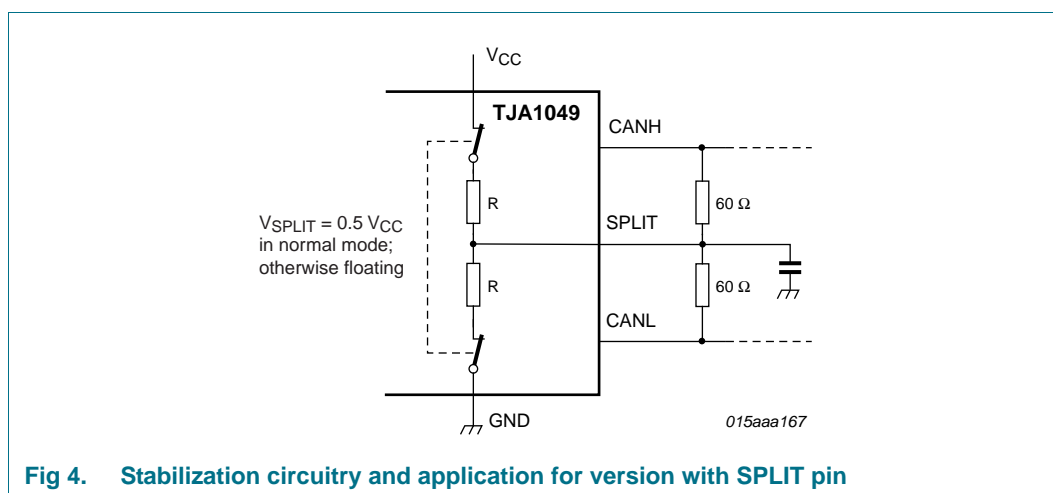 VCC
TJA1049
CANH
R
60 Ω
VSPLIT = 0.5 VCC
in normal mode;
otherwise floating
SPLIT
R
60 Ω
CANL
GND
015aaa167
Fig 4. Stabilization circuitry and application for version with SPLIT pin